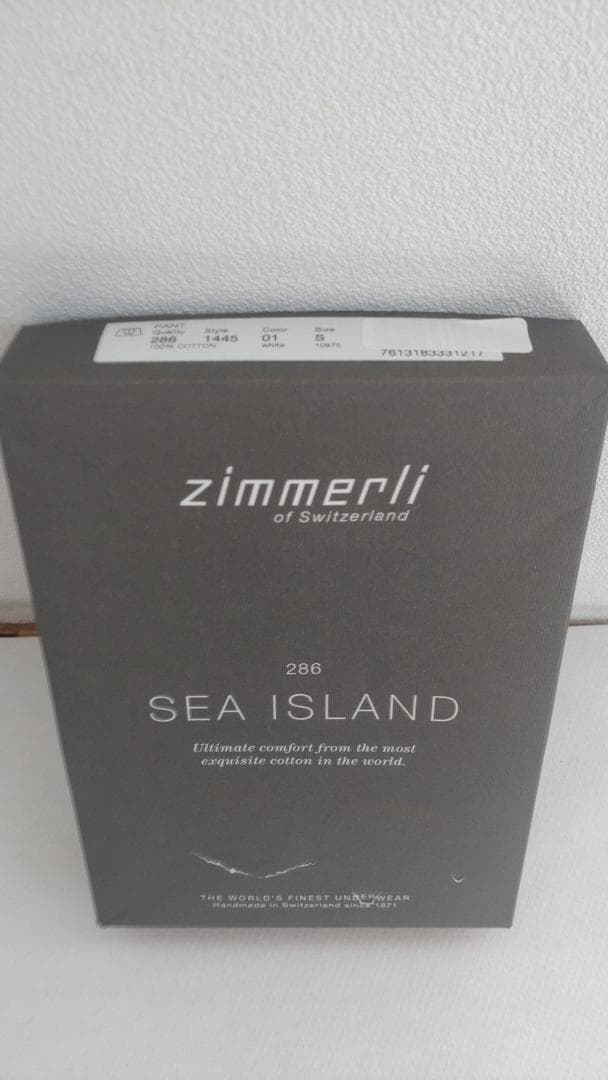 PANT
Quality Style Color Size
286 1445 01 S
100% COTTON white 10975
7613183331217
zimmerli
of Switzerland
286
SEA ISLAND
Ultimate comfort from the most
exquisite cotton in the world.
THE WORLD'S FINEST UNDERWEAR
Handmade in Switzerland since 1871